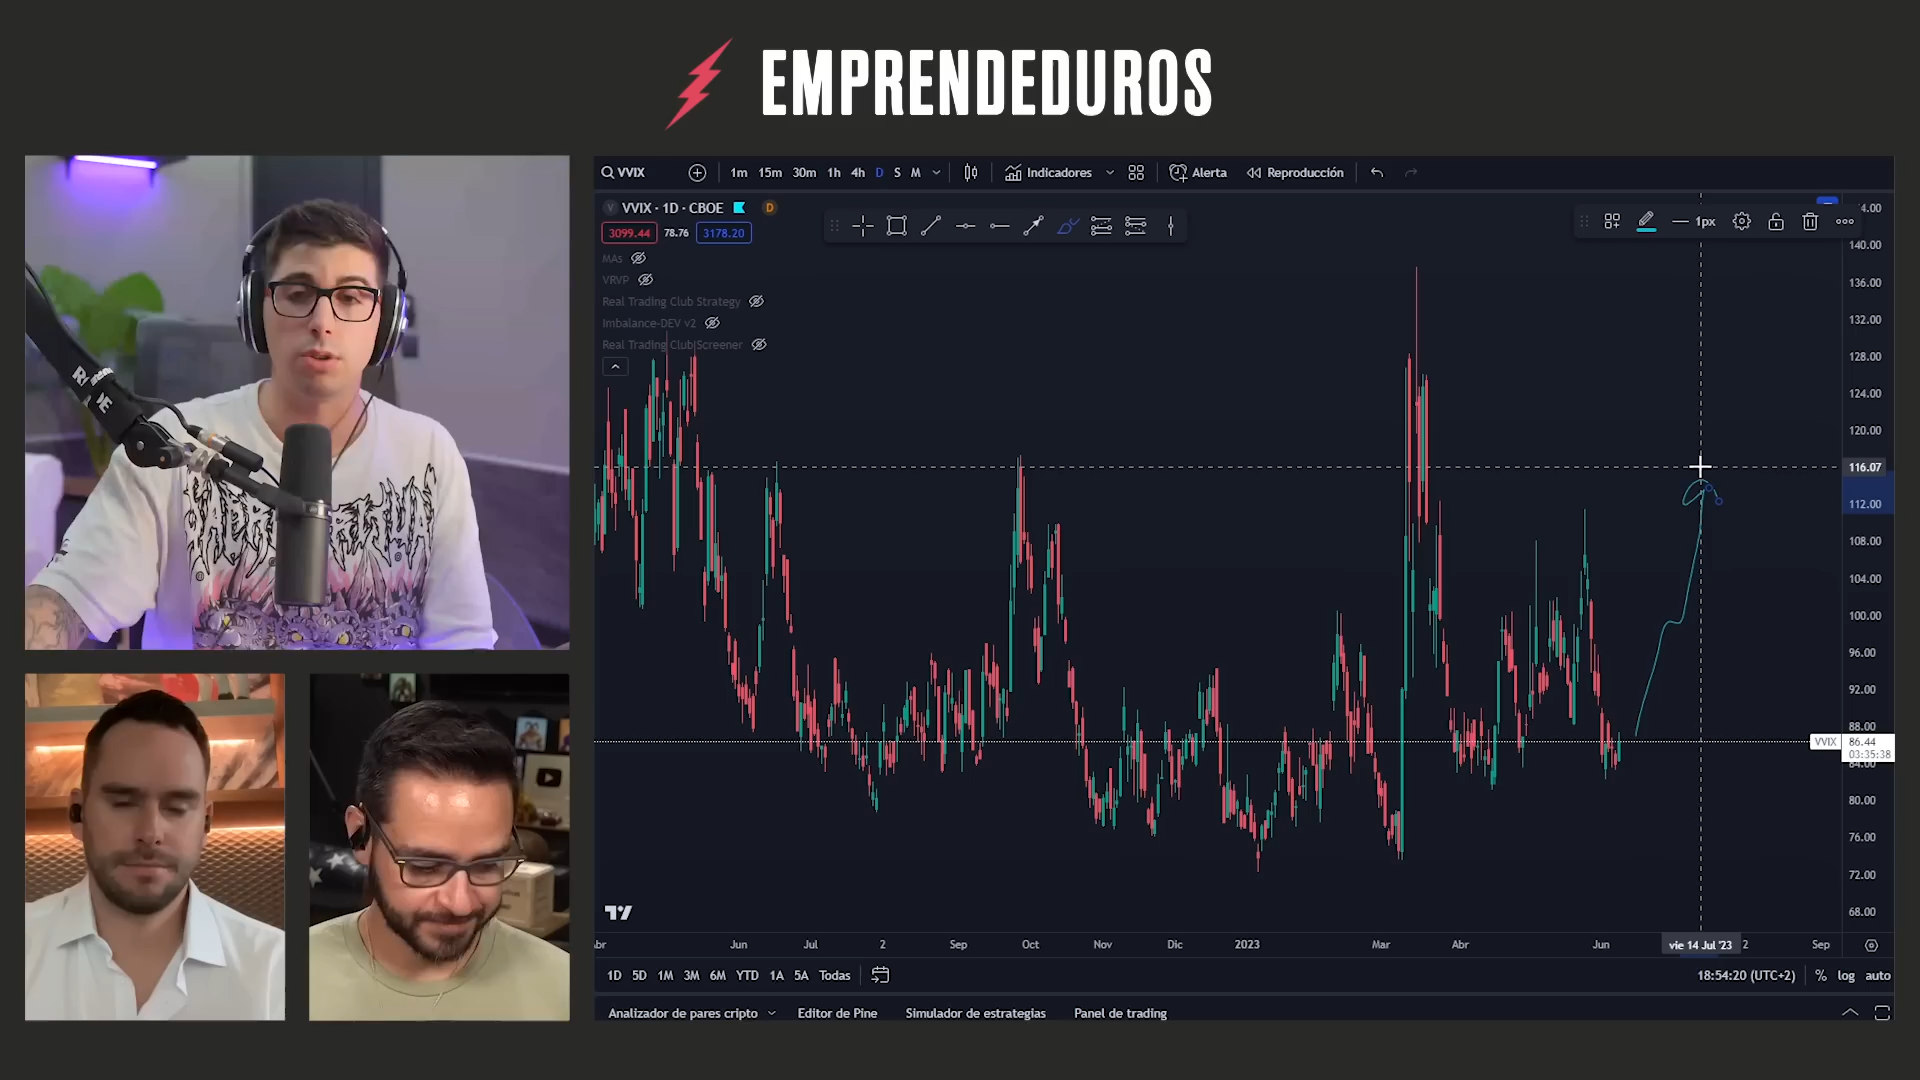 EMPRENDEDUROS
VVIX
1m 15m 30m 1h 4h D S M
Indicadores
Alerta
Reproducción
VVIX · 1D · CBOE
D
3099.44 78.76 3178.20
MAs
VRVP
Real Trading Club Strategy
Imbalance-DEV v2
Real Trading Club Screener
1px
140.00
136.00
132.00
128.00
124.00
120.00
116.07
112.00
108.00
104.00
100.00
96.00
92.00
88.00
VVIX 86.44
03:35:38
84.00
80.00
76.00
72.00
68.00
Jun Jul 2 Sep Oct Nov Dic 2023 Mar Abr Jun vie 14 Jul '23 2 Sep
1D 5D 1M 3M 6M YTD 1A 5A Todas
18:54:20 (UTC+2) % log auto
Analizador de pares cripto Editor de Pine Simulador de estrategias Panel de trading